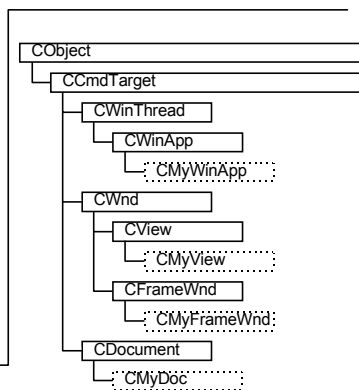 CObject
CCmdTarget
CWinThread
CWinApp
CMyWinApp
CWnd
CView
CMyView
CFrameWnd
CMyFrameWnd
CDocument
CMyDoc